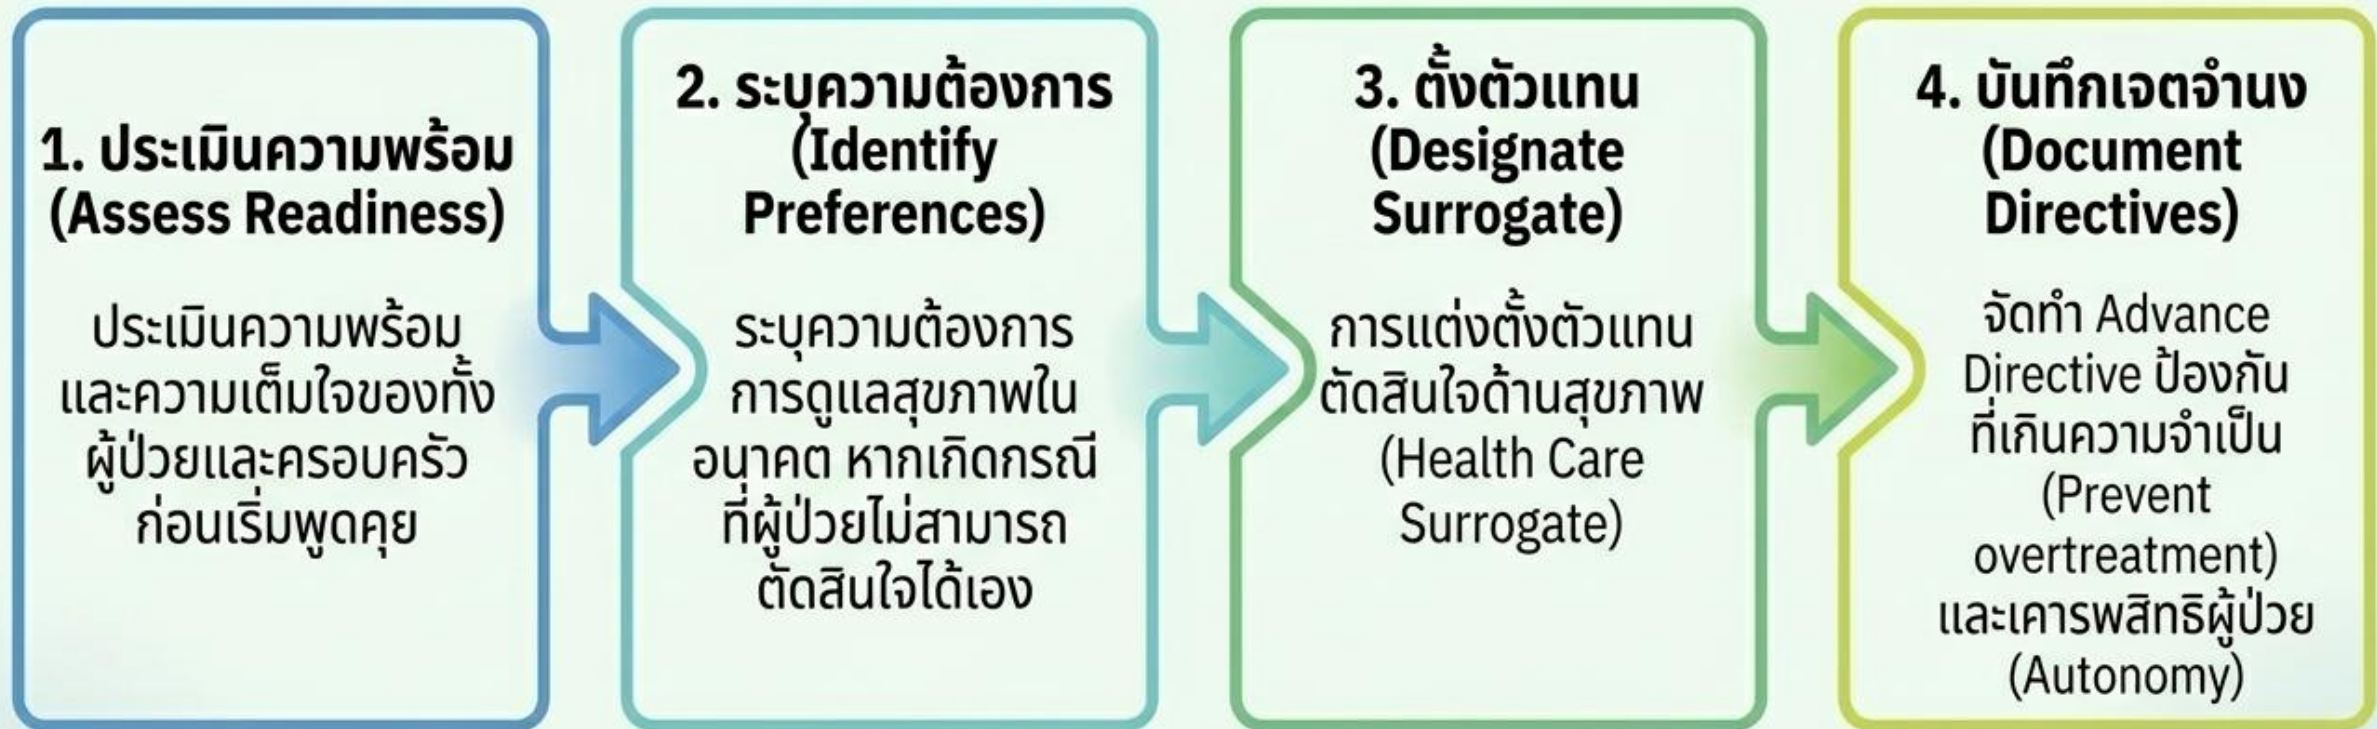 1. ประเมินความพร้อม
(Assess Readiness)
ประเมินความพร้อม
และความเต็มใจของทั้ง
ผู้ป่วยและครอบครัว
ก่อนเริ่มพูดคุย
2. ระบุความต้องการ
(Identify
Preferences)
ระบุความต้องการ
การดูแลสุขภาพใน
อนาคต หากเกิดกรณี
ที่ผู้ป่วยไม่สามารถ
ตัดสินใจได้เอง
3. ตั้งตัวแทน
(Designate
Surrogate)
การแต่งตั้งตัวแทน
ตัดสินใจด้านสุขภาพ
(Health Care
Surrogate)
4. บันทึกเจตจำนง
(Document
Directives)
จัดทำ Advance
Directive ป้องกัน
ที่เกินความจำเป็น
(Prevent
overtreatment)
และเคารพสิทธิผู้ป่วย
(Autonomy)